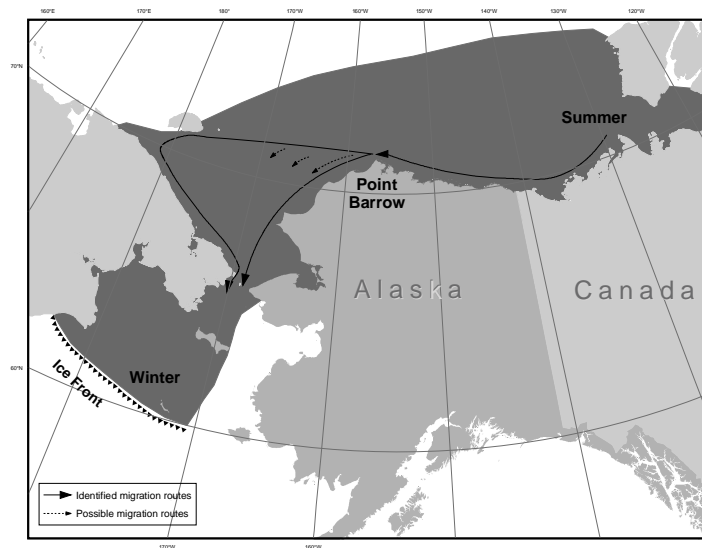 160°E 170°E 180° 170°W 160°W 150°W 140°W 130°W 120°W
70°N
Summer
Point
Barrow
Alaska
Canada
60°N
Winter
Ice Front
Identified migration routes
Possible migration routes
170°W 160°W